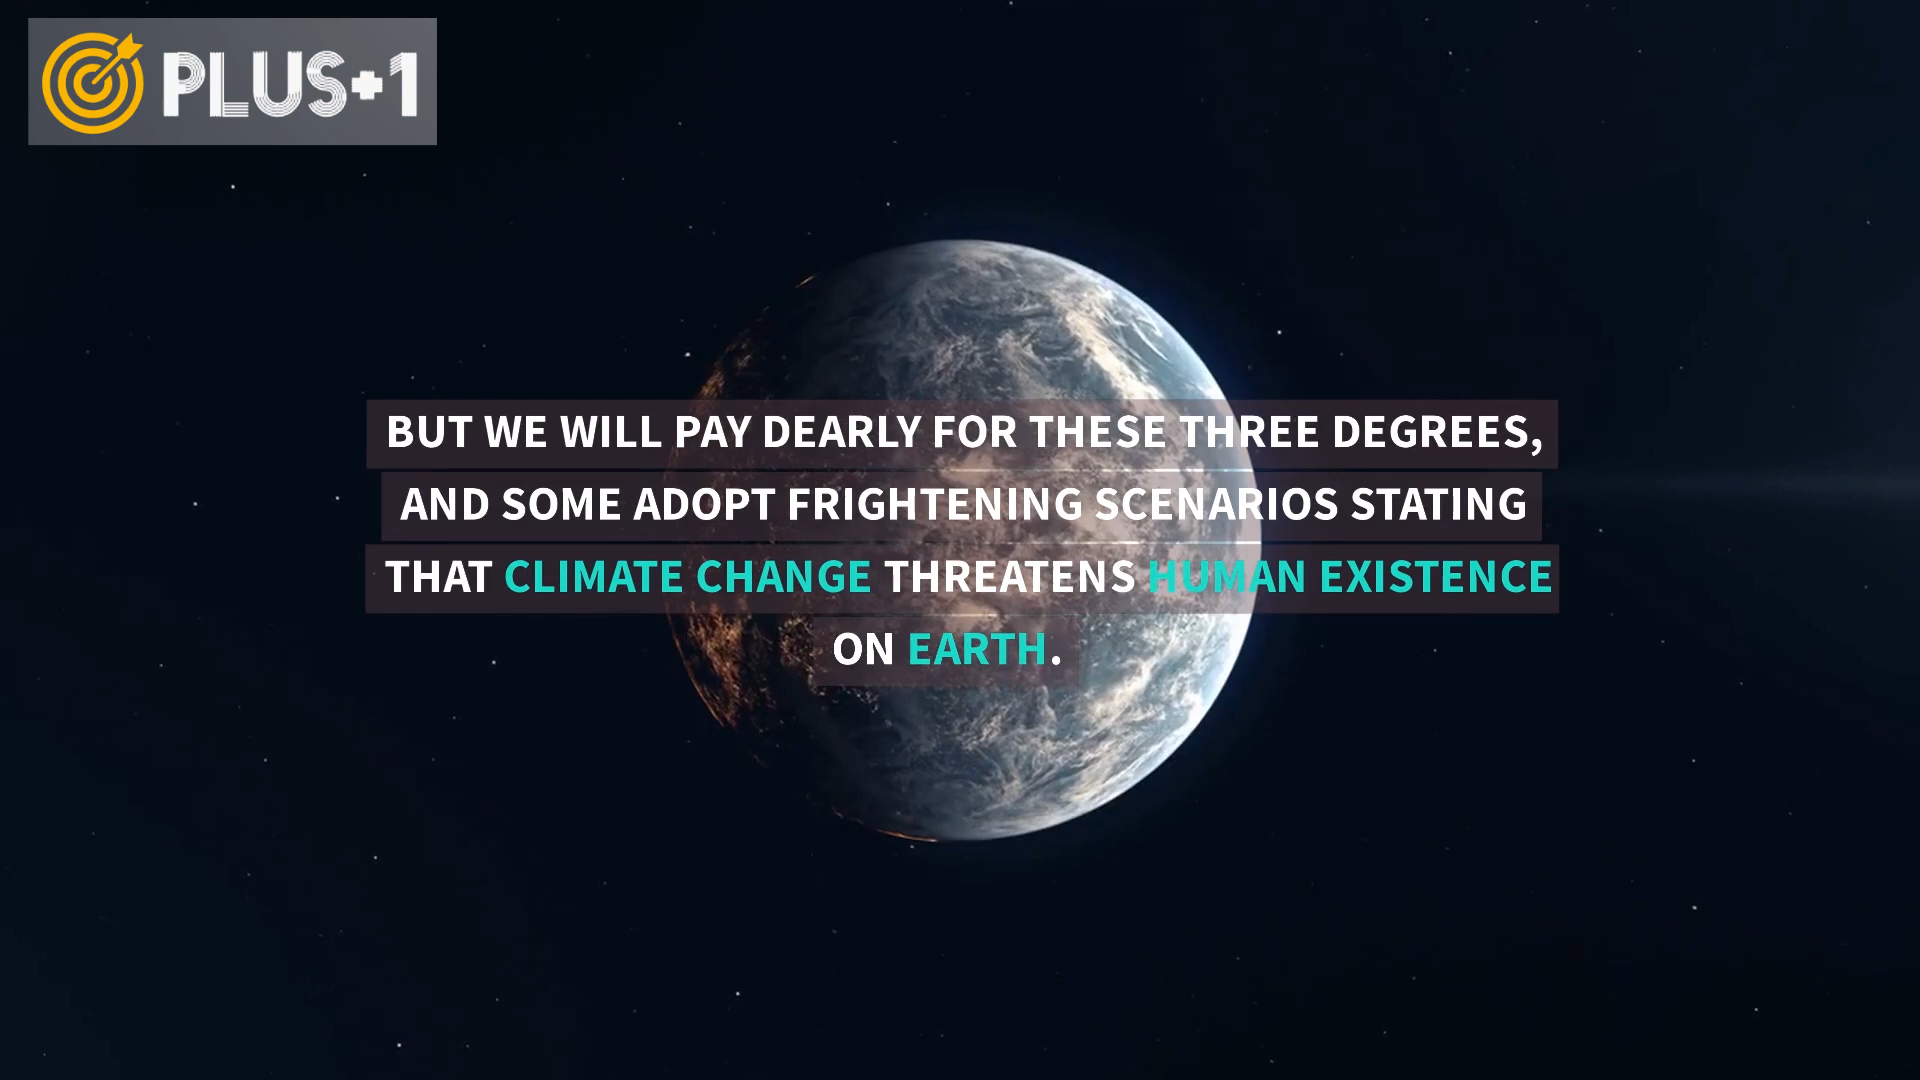 PLUS+1
BUT WE WILL PAY DEARLY FOR THESE THREE DEGREES,
AND SOME ADOPT FRIGHTENING SCENARIOS STATING
THAT CLIMATE CHANGE THREATENS HUMAN EXISTENCE
ON EARTH.